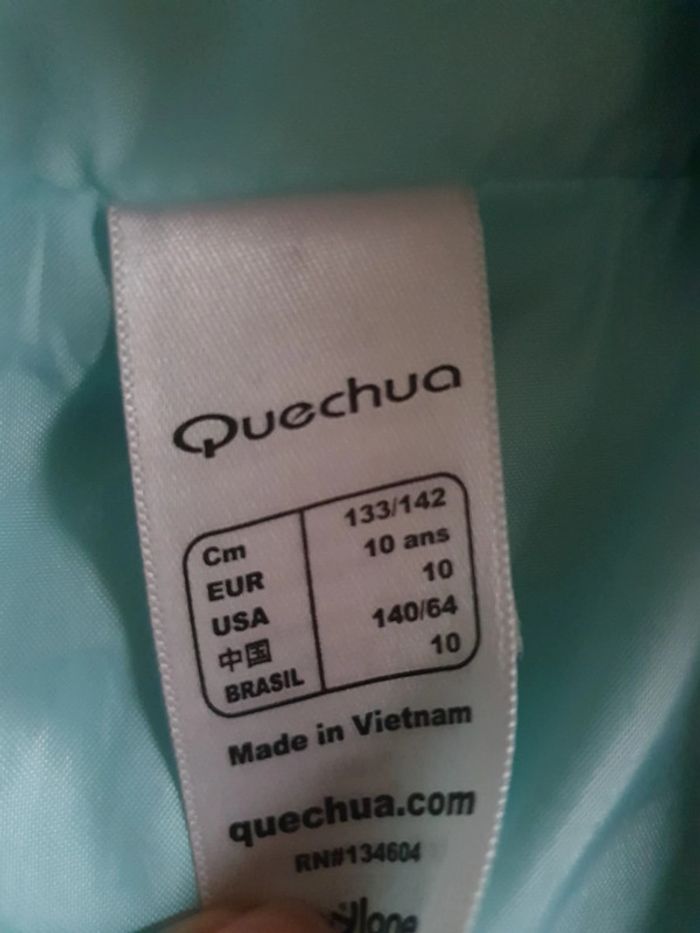 Quechua
Cm 133/142
EUR 10 ans
USA 10
中国 140/64
BRASIL 10
Made in Vietnam
quechua.com
RN#134604